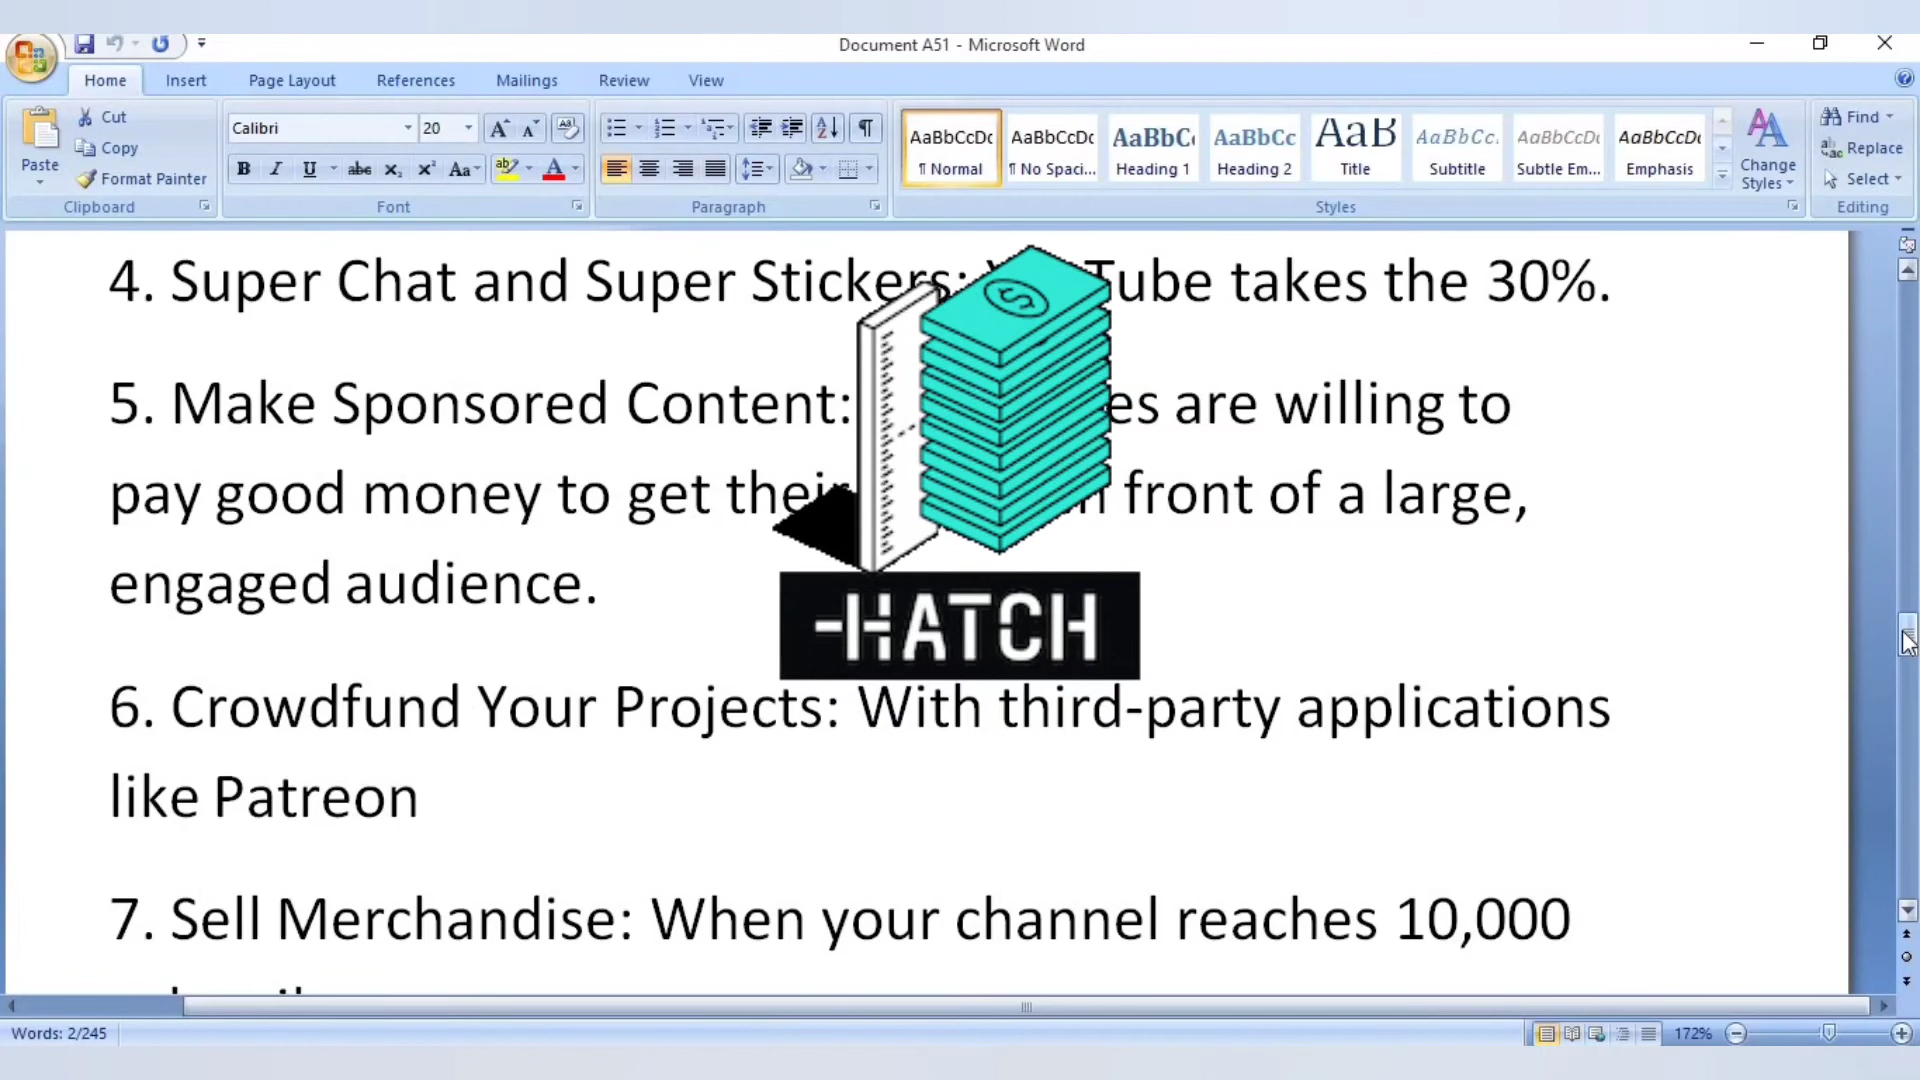 Document A51 - Microsoft Word
Home Insert Page Layout References Mailings Review View
Cut
Copy
Format Painter
Paste
Clipboard
Calibri 20
Font
Paragraph
AaBbCcDc AaBbCcDc AaBbC AaBbCc AaB AaBbCc. AaBbCcDc AaBbCcDc
¶ Normal ¶ No Spaci... Heading 1 Heading 2 Title Subtitle Subtle Em... Emphasis
Change
Styles
Styles
Find
Replace
Select
Editing
4. Super Chat and Super Stickers: Tube takes the 30%.
5. Make Sponsored Content: es are willing to
pay good money to get their front of a large,
engaged audience.
-HATCH
6. Crowdfund Your Projects: With third-party applications
like Patreon
7. Sell Merchandise: When your channel reaches 10,000
Words: 2/245 172%